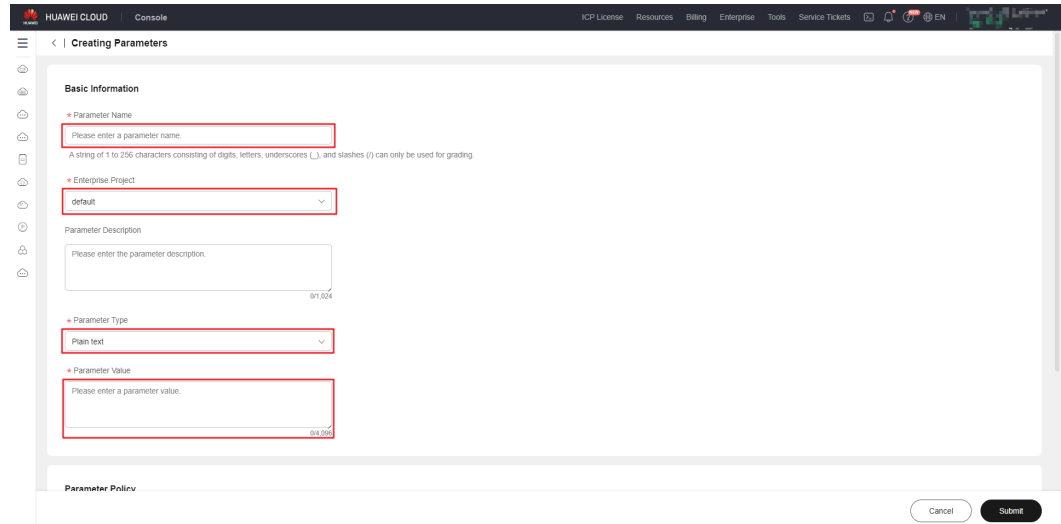 HUAWEI
HUAWEI CLOUD | Console
ICP License Resources Billing Enterprise Tools Service Tickets NEW EN
< | Creating Parameters
Basic Information
* Parameter Name
Please enter a parameter name.
A string of 1 to 256 characters consisting of digits, letters, underscores (_), and slashes (/) can only be used for grading.
* Enterprise Project
default
Parameter Description
Please enter the parameter description.
0/1,024
* Parameter Type
Plain text
* Parameter Value
Please enter a parameter value.
0/4,096
Parameter Policy
Cancel Submit